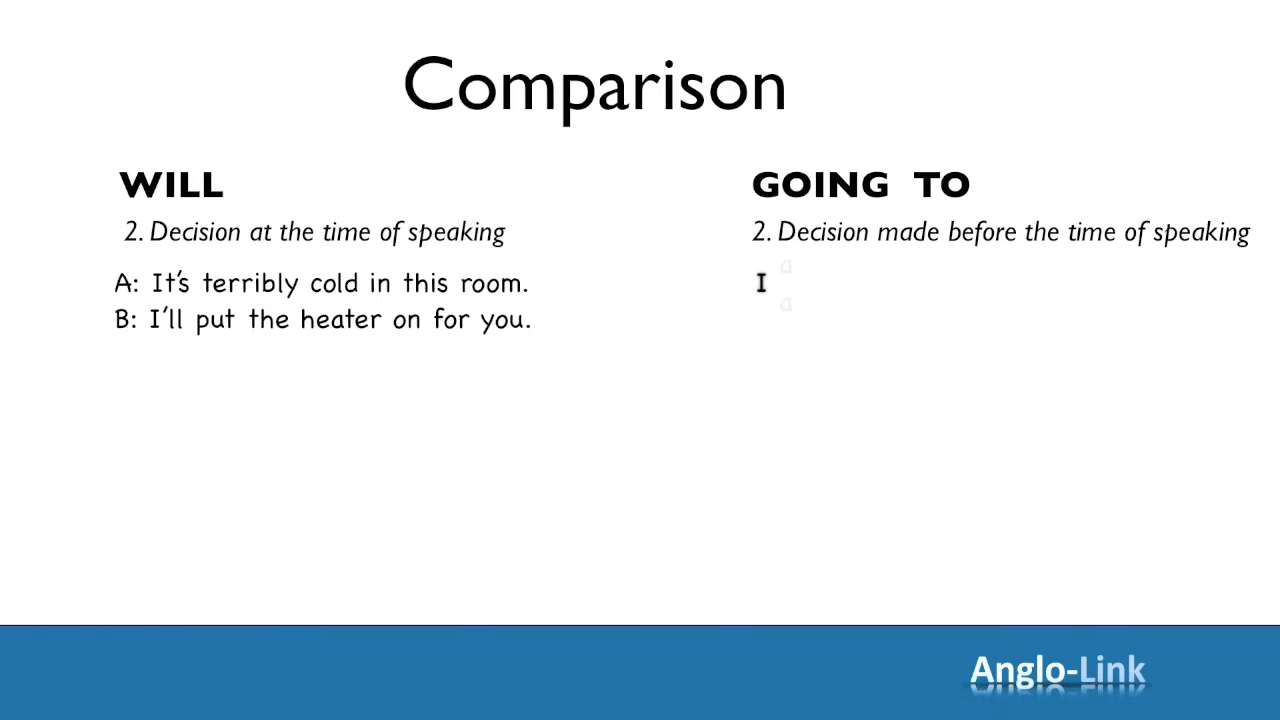 Comparison
WILL
2. Decision at the time of speaking
A: It's terribly cold in this room.
B: I'll put the heater on for you.
GOING TO
2. Decision made before the time of speaking
I
a
a
Anglo-Link